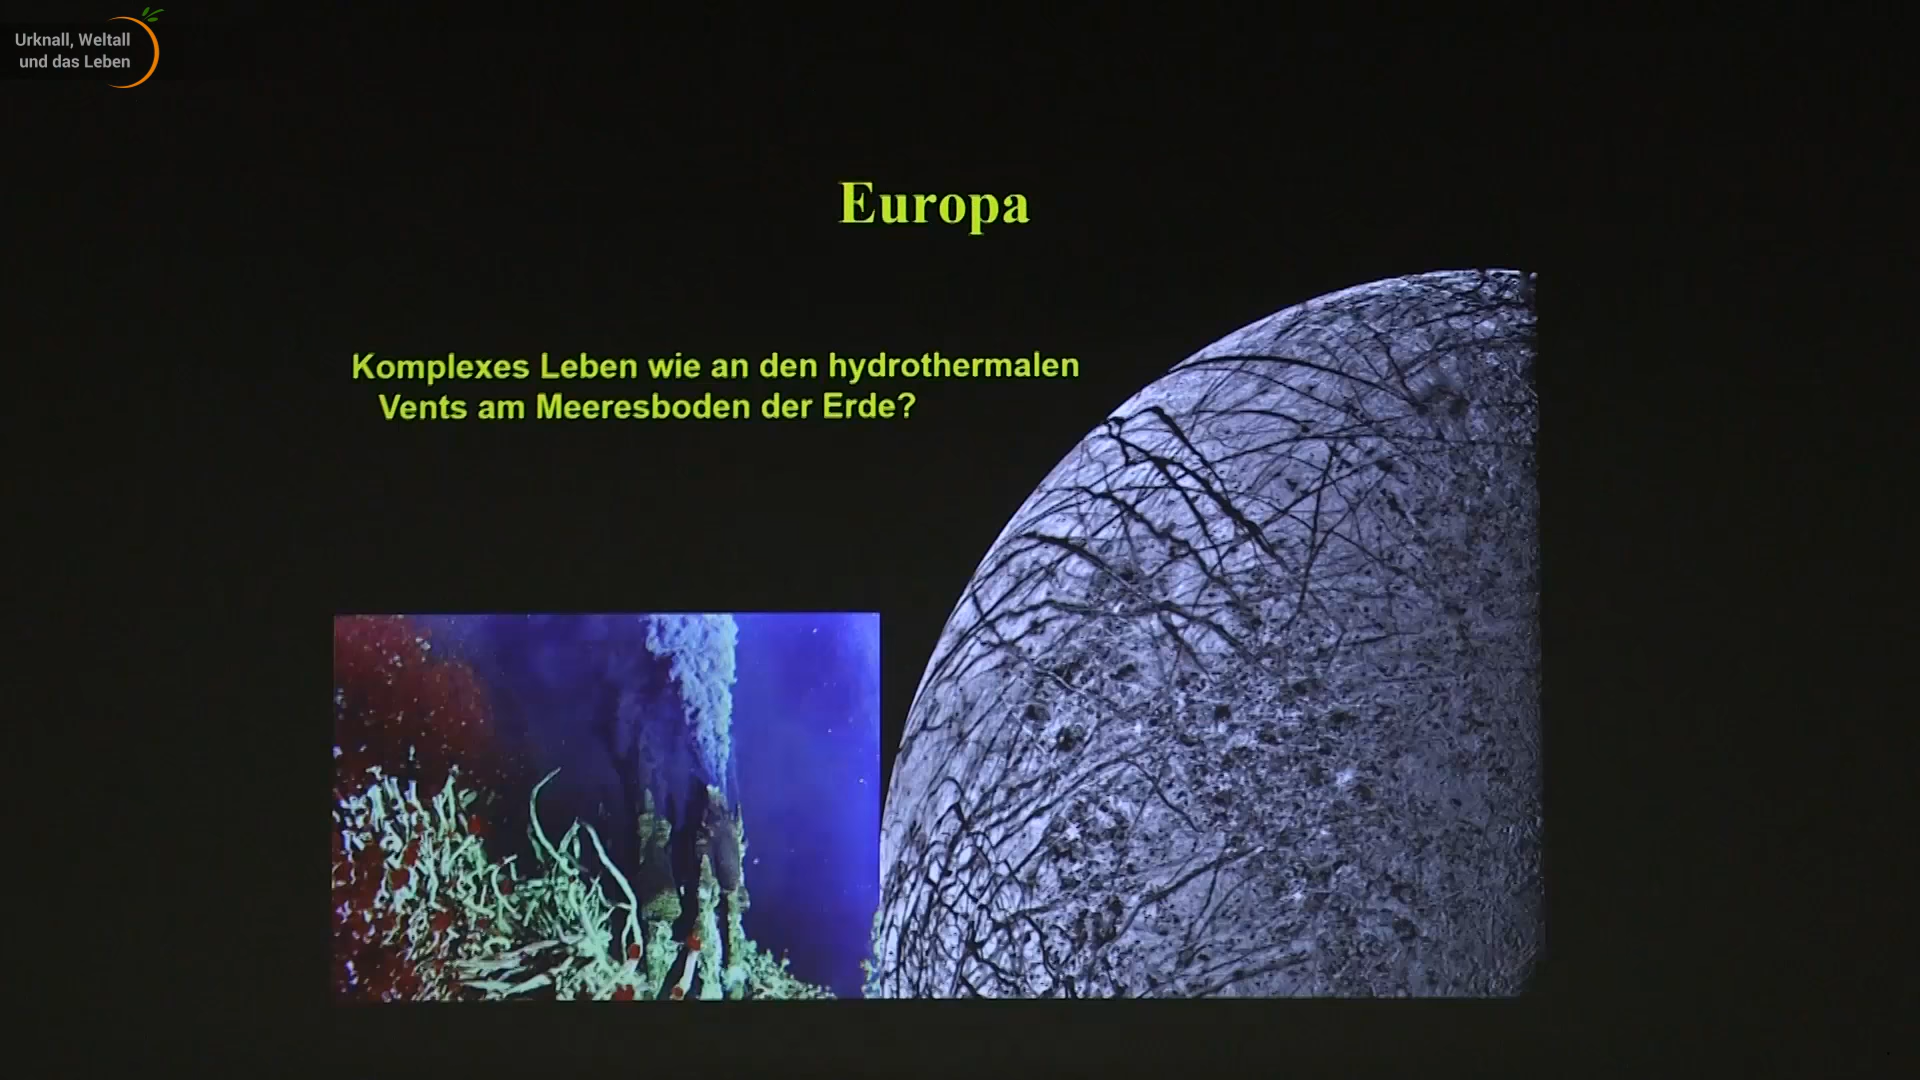 Urknall, Weltall
und das Leben
Europa
Komplexes Leben wie an den hydrothermalen
Vents am Meeresboden der Erde?